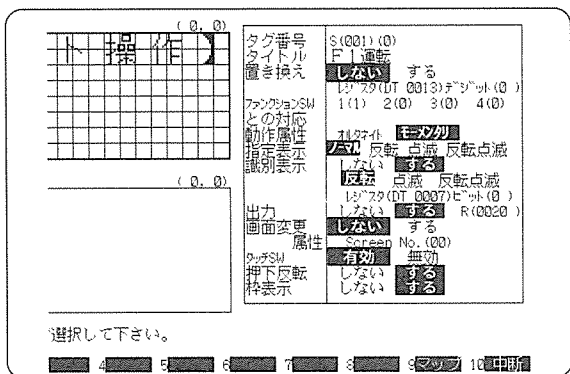 ( 0, 0)
ト 操 作 )
( 0, 0)
タグ番号 S(001)(0)
タイトル F1運転
置き換え しない する
レジスタ(DT 0013)デジット(0 )
ファンクションSW 1(1) 2(0) 3(0) 4(0)
との対応
動作属性 オルタネイト モーメンタリ
指定表示 ノーマル 反転 点滅 反転点滅
識別表示 しない する
反転 点滅 反転点滅
レジスタ(DT 0007)ビット(0 )
出力 しない する R(0020 )
画面変更 しない する
属性 Screen No.(00)
タッチSW 有効 無効
押下反転 しない する
枠表示 しない する
選択して下さい。
4 5 6 7 8 9マップ 10中断